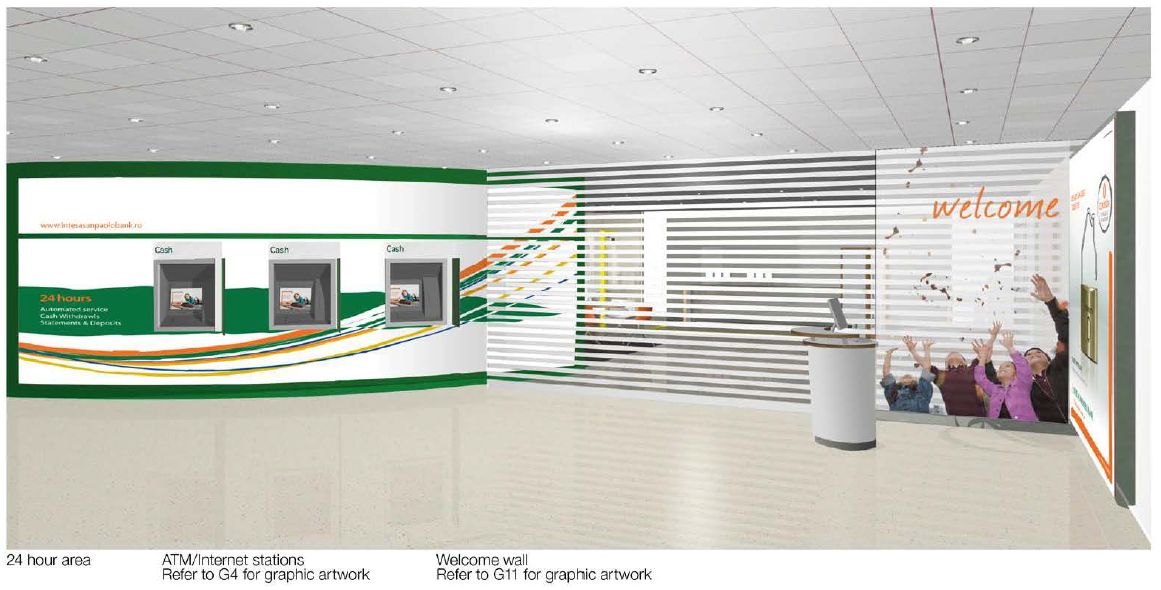 www.intesasanpaolobank.ro
Cash
Cash
Cash
24 hours
Automated service
Cash Withdrawls
Statements & Deposits
welcome
24 hour area
ATM/Internet stations
Refer to G4 for graphic artwork
Welcome wall
Refer to G11 for graphic artwork